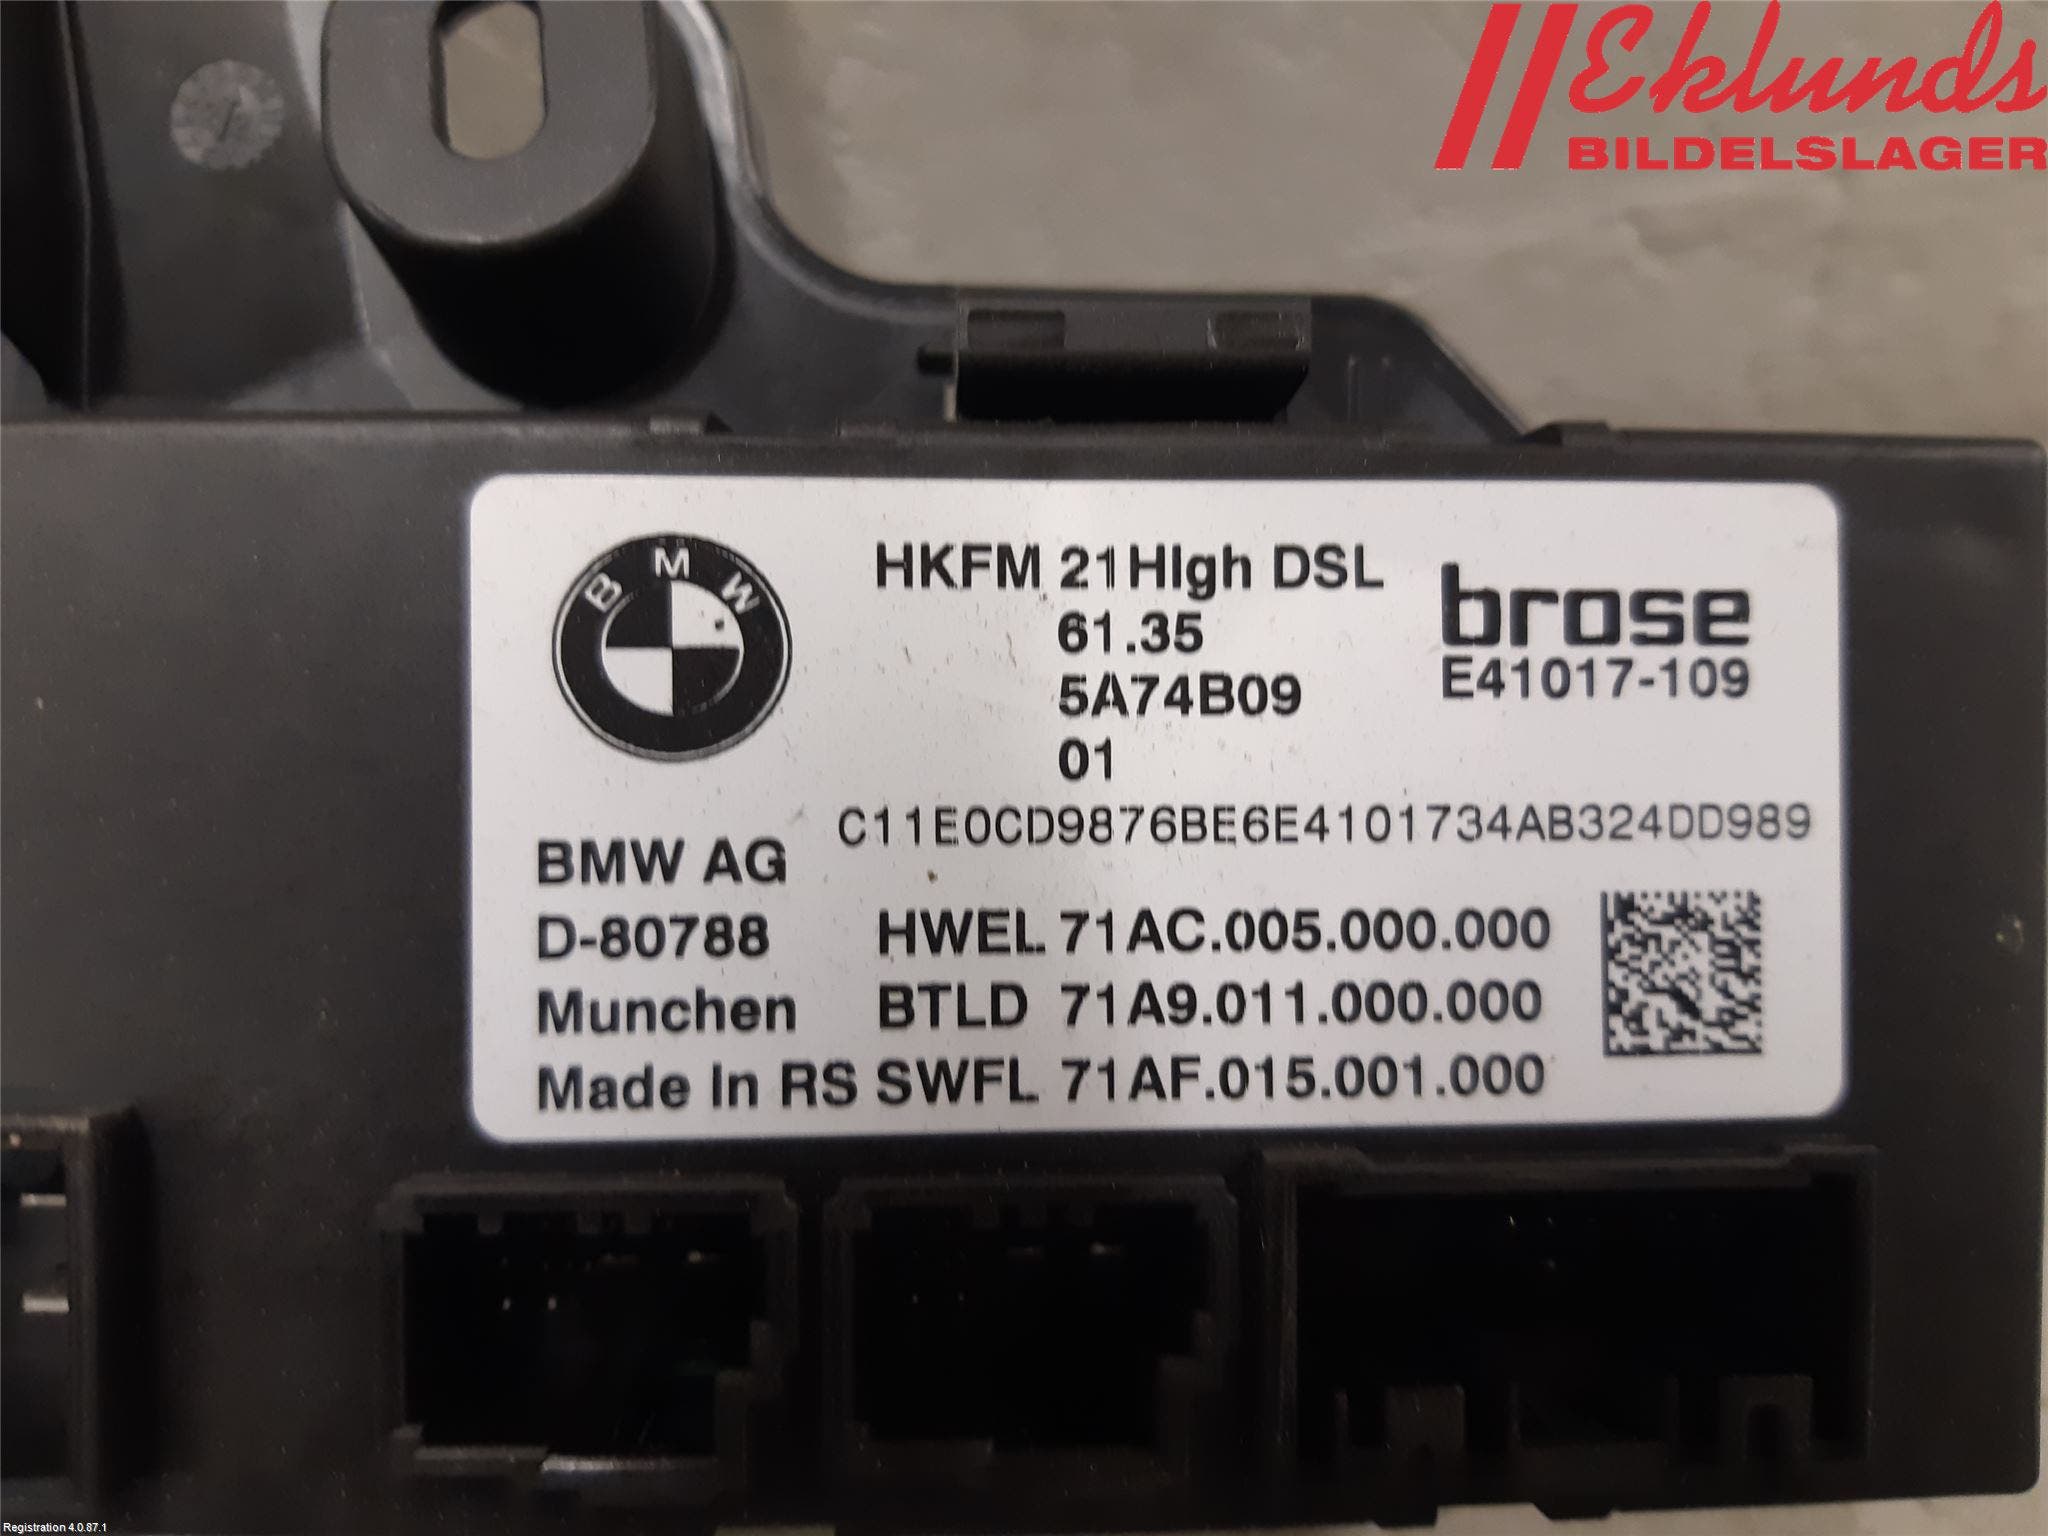 Eklunds
BILDELSLAGER
B M W
HKFM 21 HIgh DSL
61.35
5A74B09
01
brose
E41017-109
C11E0CD9876BE6E4101734AB324DD989
BMW AG
D-80788
Munchen
Made In RS
HWEL 71AC.005.000.000
BTLD 71A9.011.000.000
SWFL 71AF.015.001.000
Registration 4.0.87.1